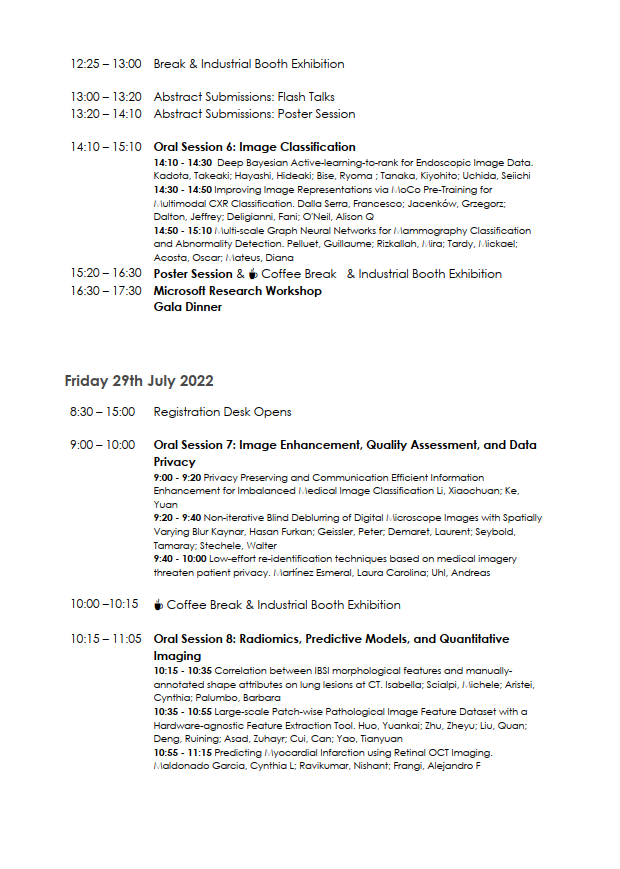 12:25 – 13:00 Break & Industrial Booth Exhibition
13:00 – 13:20 Abstract Submissions: Flash Talks
13:20 – 14:10 Abstract Submissions: Poster Session
14:10 – 15:10 Oral Session 6: Image Classification
14:10 - 14:30 Deep Bayesian Active-learning-to-rank for Endoscopic Image Data.
Kadota, Takeaki; Hayashi, Hideaki; Bise, Ryoma ; Tanaka, Kiyohito; Uchida, Seiichi
14:30 - 14:50 Improving Image Representations via MoCo Pre-Training for
Multimodal CXR Classification. Dalla Serra, Francesco; Jacenków, Grzegorz;
Dalton, Jeffrey; Deligianni, Fani; O'Neil, Alison Q
14:50 - 15:10 Multi-scale Graph Neural Networks for Mammography Classification
and Abnormality Detection. Pelluet, Guillaume; Rizkallah, Mira; Tardy, Mickael;
Acosta, Oscar; Mateus, Diana
15:20 – 16:30 Poster Session & Coffee Break & Industrial Booth Exhibition
16:30 – 17:30 Microsoft Research Workshop
Gala Dinner
Friday 29th July 2022
8:30 – 15:00 Registration Desk Opens
9:00 – 10:00 Oral Session 7: Image Enhancement, Quality Assessment, and Data
Privacy
9:00 - 9:20 Privacy Preserving and Communication Efficient Information
Enhancement for Imbalanced Medical Image Classification Li, Xiaochuan; Ke,
Yuan
9:20 - 9:40 Non-iterative Blind Deblurring of Digital Microscope Images with Spatially
Varying Blur Kaynar, Hasan Furkan; Geissler, Peter; Demaret, Laurent; Seybold,
Tamaray; Stechele, Walter
9:40 - 10:00 Low-effort re-identification techniques based on medical imagery
threaten patient privacy. Martínez Esmeral, Laura Carolina; Uhl, Andreas
10:00 –10:15 Coffee Break & Industrial Booth Exhibition
10:15 – 11:05 Oral Session 8: Radiomics, Predictive Models, and Quantitative
Imaging
10:15 - 10:35 Correlation between IBSI morphological features and manually-
annotated shape attributes on lung lesions at CT. Isabella; Scialpi, Michele; Aristei,
Cynthia; Palumbo, Barbara
10:35 - 10:55 Large-scale Patch-wise Pathological Image Feature Dataset with a
Hardware-agnostic Feature Extraction Tool. Huo, Yuankai; Zhu, Zheyu; Liu, Quan;
Deng, Ruining; Asad, Zuhayr; Cui, Can; Yao, Tianyuan
10:55 - 11:15 Predicting Myocardial Infarction using Retinal OCT Imaging.
Maldonado Garcia, Cynthia L; Ravikumar, Nishant; Frangi, Alejandro F